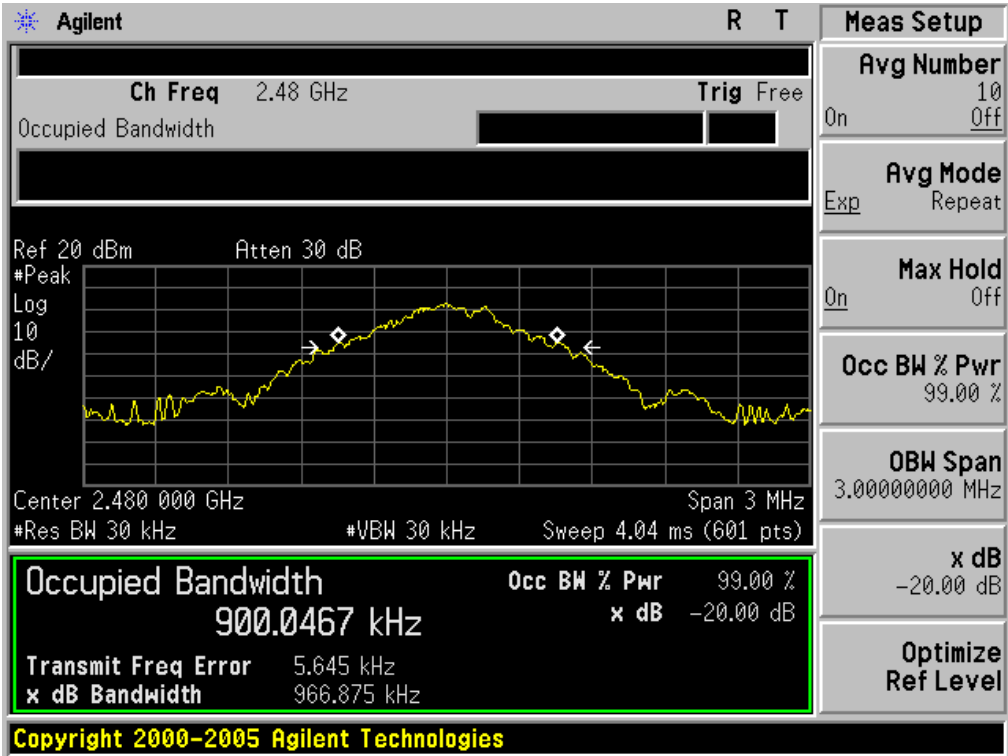 Agilent R T
Ch Freq 2.48 GHz Trig Free
Occupied Bandwidth
Ref 20 dBm Atten 30 dB
#Peak
Log
10
dB/
Center 2.480 000 GHz Span 3 MHz
#Res BW 30 kHz #VBW 30 kHz Sweep 4.04 ms (601 pts)
Occupied Bandwidth
900.0467 kHz
Occ BW % Pwr 99.00 %
x dB -20.00 dB
Transmit Freq Error 5.645 kHz
x dB Bandwidth 966.875 kHz
Copyright 2000-2005 Agilent Technologies
Meas Setup
Avg Number
10
On Off
Avg Mode
Exp Repeat
Max Hold
On Off
Occ BW % Pwr
99.00 %
OBW Span
3.00000000 MHz
x dB
-20.00 dB
Optimize
Ref Level